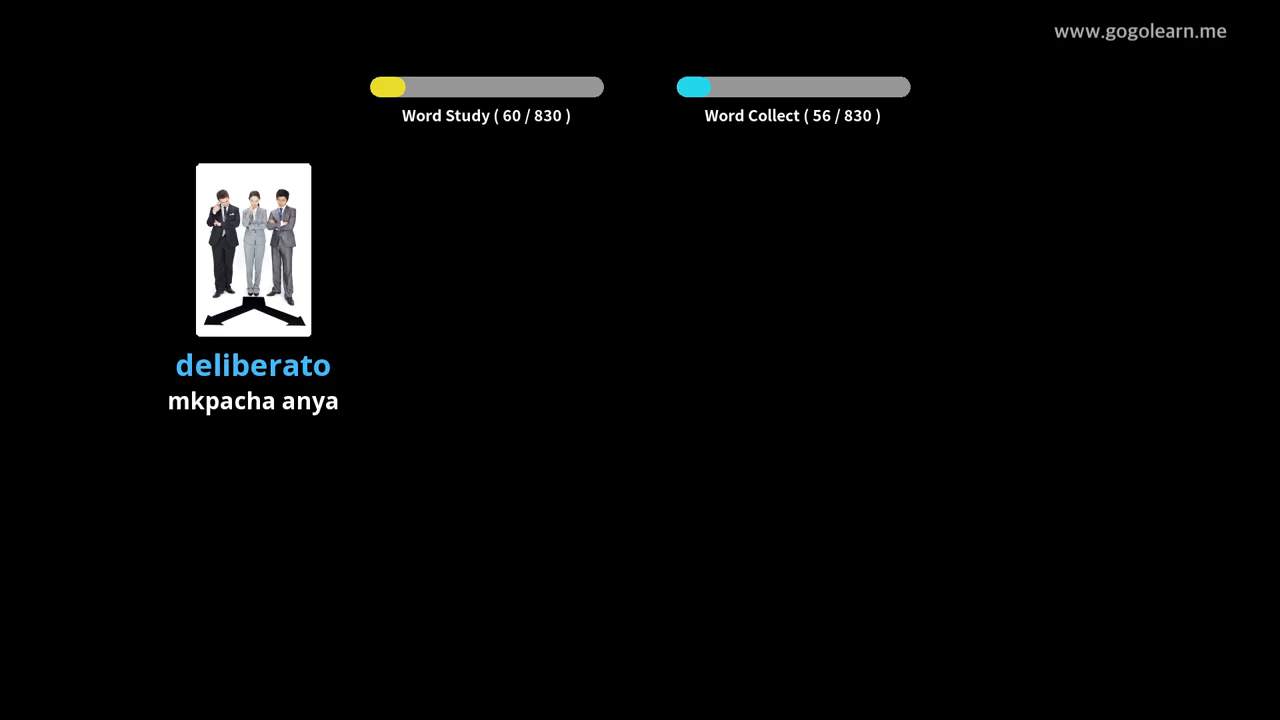 www.gogolearn.me
Word Study ( 60 / 830 )
Word Collect ( 56 / 830 )
deliberato
mkpacha anya